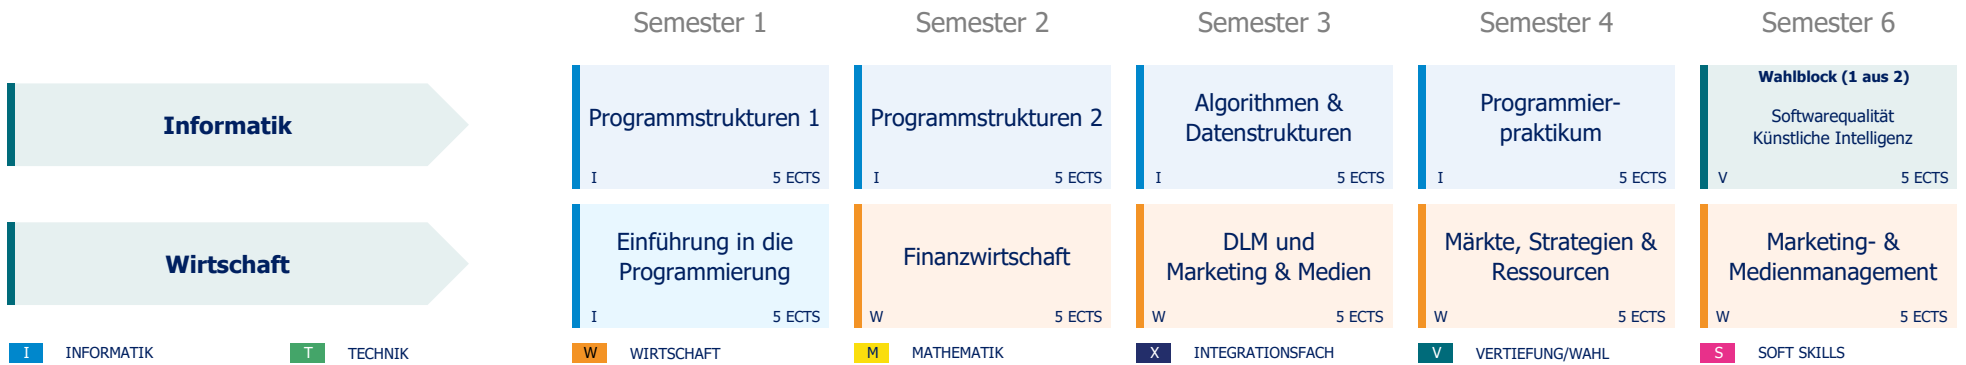 Semester 1
Semester 2
Semester 3
Semester 4
Semester 6
Informatik
Programmstrukturen 1
I 5 ECTS
Programmstrukturen 2
I 5 ECTS
Algorithmen &
Datenstrukturen
I 5 ECTS
Programmier-
praktikum
I 5 ECTS
Wahlblock (1 aus 2)
Softwarequalität
Künstliche Intelligenz
V 5 ECTS
Wirtschaft
Einführung in die
Programmierung
I 5 ECTS
Finanzwirtschaft
W 5 ECTS
DLM und
Marketing & Medien
W 5 ECTS
Märkte, Strategien &
Ressourcen
W 5 ECTS
Marketing- &
Medienmanagement
W 5 ECTS
I INFORMATIK
T TECHNIK
W WIRTSCHAFT
M MATHEMATIK
X INTEGRATIONSFACH
V VERTIEFUNG/WAHL
S SOFT SKILLS